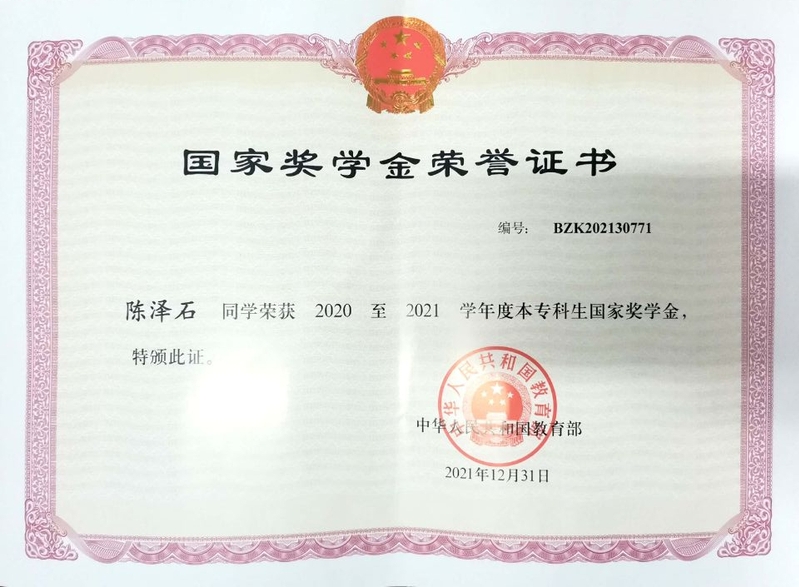 国家奖学金荣誉证书
编号： BZK202130771
陈泽石 同学荣获 2020 至 2021 学年度本专科生国家奖学金，
特颁此证。
中华人民共和国教育部
中华人民共和国教育部
2021年12月31日